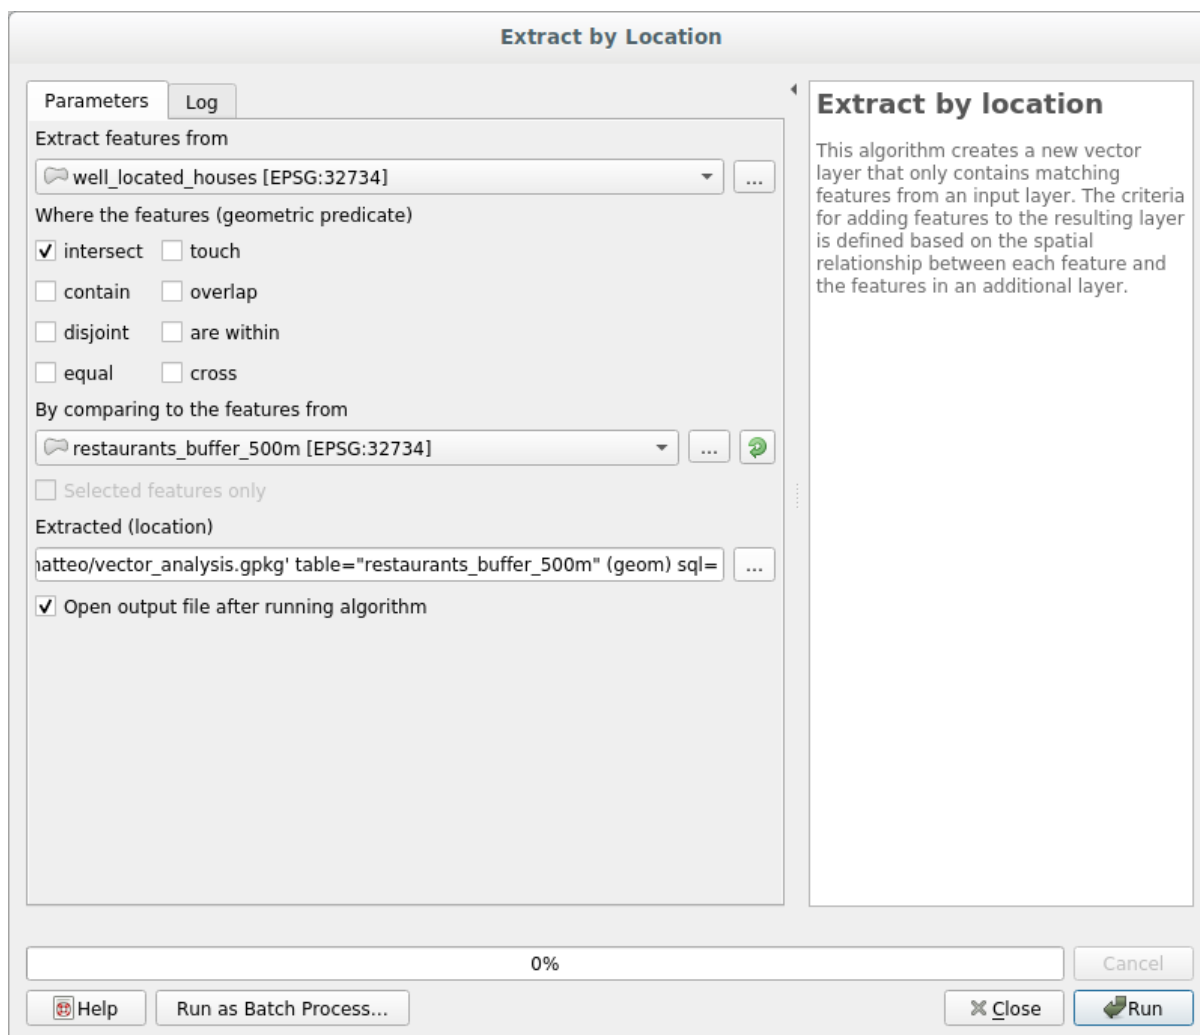 Extract by Location
Parameters
Log
Extract features from
well_located_houses [EPSG:32734]
...
Where the features (geometric predicate)
intersect
touch
contain
overlap
disjoint
are within
equal
cross
By comparing to the features from
restaurants_buffer_500m [EPSG:32734]
...
Selected features only
Extracted (location)
atteo/vector_analysis.gpkg' table="restaurants_buffer_500m" (geom) sql=
...
Open output file after running algorithm
Extract by location
This algorithm creates a new vector
layer that only contains matching
features from an input layer. The criteria
for adding features to the resulting layer
is defined based on the spatial
relationship between each feature and
the features in an additional layer.
0%
Cancel
Help
Run as Batch Process...
Close
Run